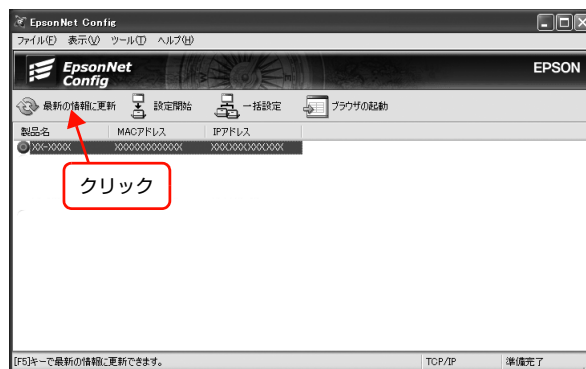 EpsonNet Config
ファイル(F) 表示(V) ツール(T) ヘルプ(H)
EpsonNet
Config
EPSON
最新の情報に更新 設定開始 一括設定 ブラウザの起動
製品名 MACアドレス IPアドレス
XX-XXXX XXXXXXXXXXXX XXX.XXX.XXX.XXX
クリック
[F5]キーで最新の情報に更新できます。 TCP/IP 準備完了